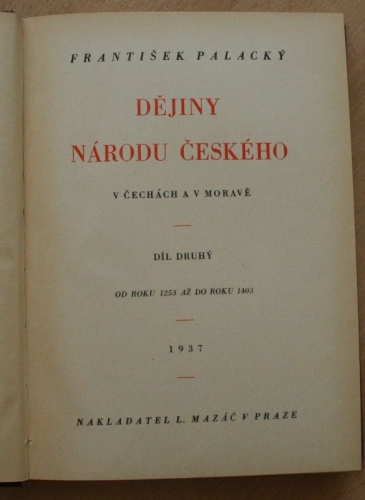 FRANTIŠEK PALACKÝ
DĚJINY
NÁRODU ČESKÉHO
V ČECHÁCH A V MORAVĚ
DÍL DRUHÝ
OD ROKU 1253 AŽ DO ROKU 1403
1937
NAKLADATEL L. MAZÁČ V PRAZE